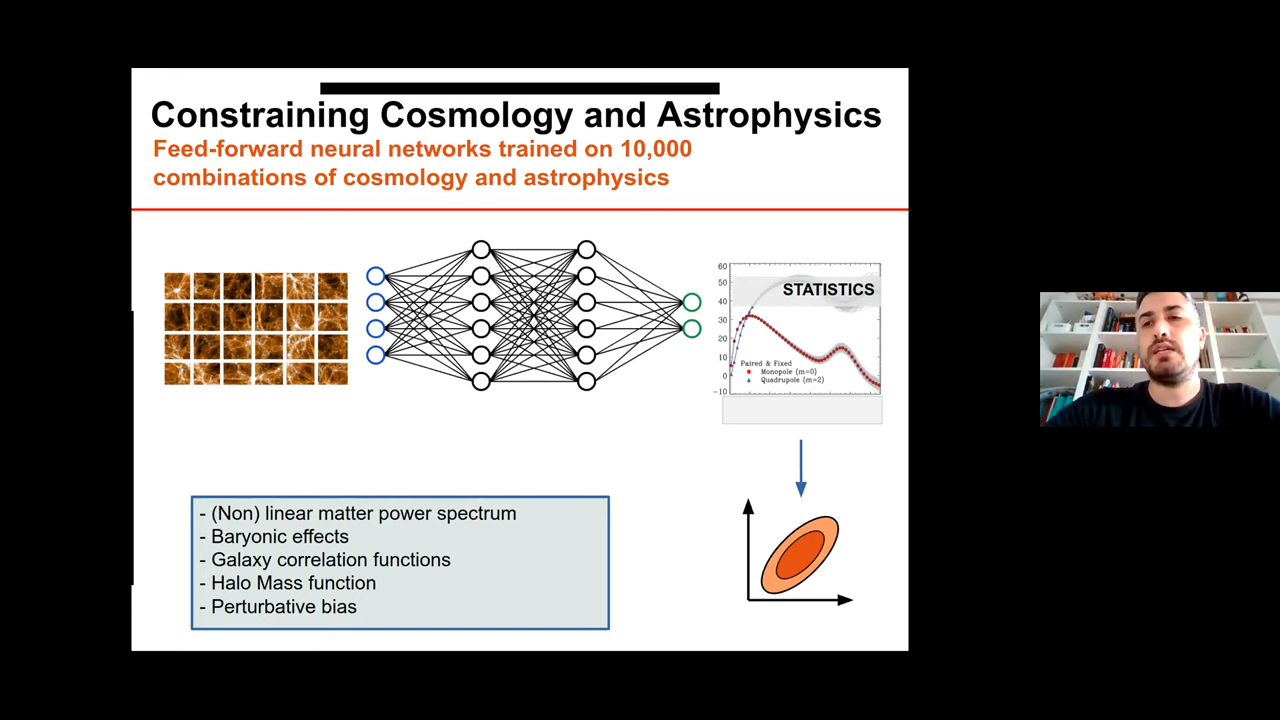 Constraining Cosmology and Astrophysics
Feed-forward neural networks trained on 10,000
combinations of cosmology and astrophysics
60
50
40
30
20
10
0
−10
STATISTICS
Paired & Fixed
Monopole (m=0)
Quadrupole (m=2)
- (Non) linear matter power spectrum
- Baryonic effects
- Galaxy correlation functions
- Halo Mass function
- Perturbative bias